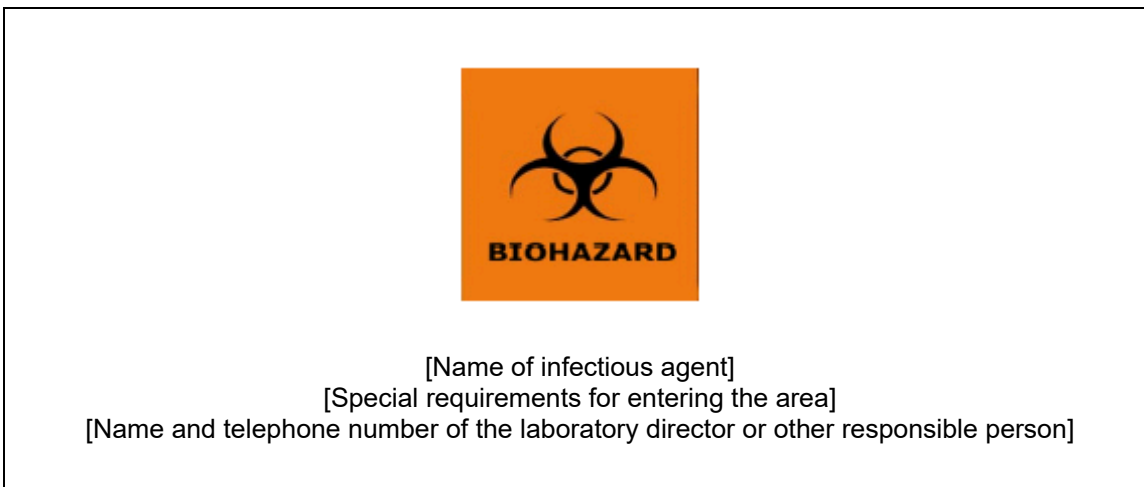 BIOHAZARD
[Name of infectious agent]
[Special requirements for entering the area]
[Name and telephone number of the laboratory director or other responsible person]